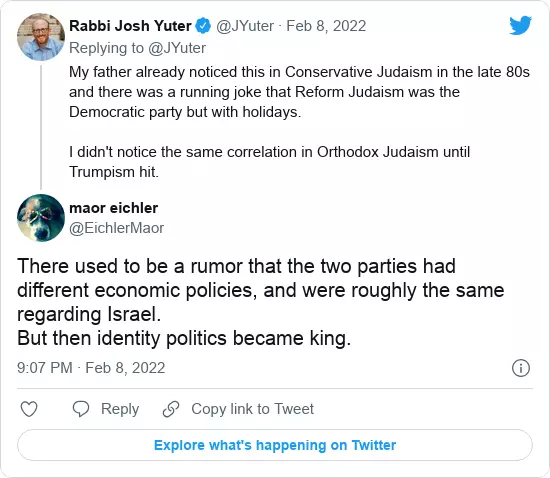 Rabbi Josh Yuter @JYuter · Feb 8, 2022
Replying to @JYuter
My father already noticed this in Conservative Judaism in the late 80s
and there was a running joke that Reform Judaism was the
Democratic party but with holidays.
I didn't notice the same correlation in Orthodox Judaism until
Trumpism hit.
maor eichler
@EichlerMaor
There used to be a rumor that the two parties had
different economic policies, and were roughly the same
regarding Israel.
But then identity politics became king.
9:07 PM · Feb 8, 2022
Reply Copy link to Tweet
Explore what's happening on Twitter